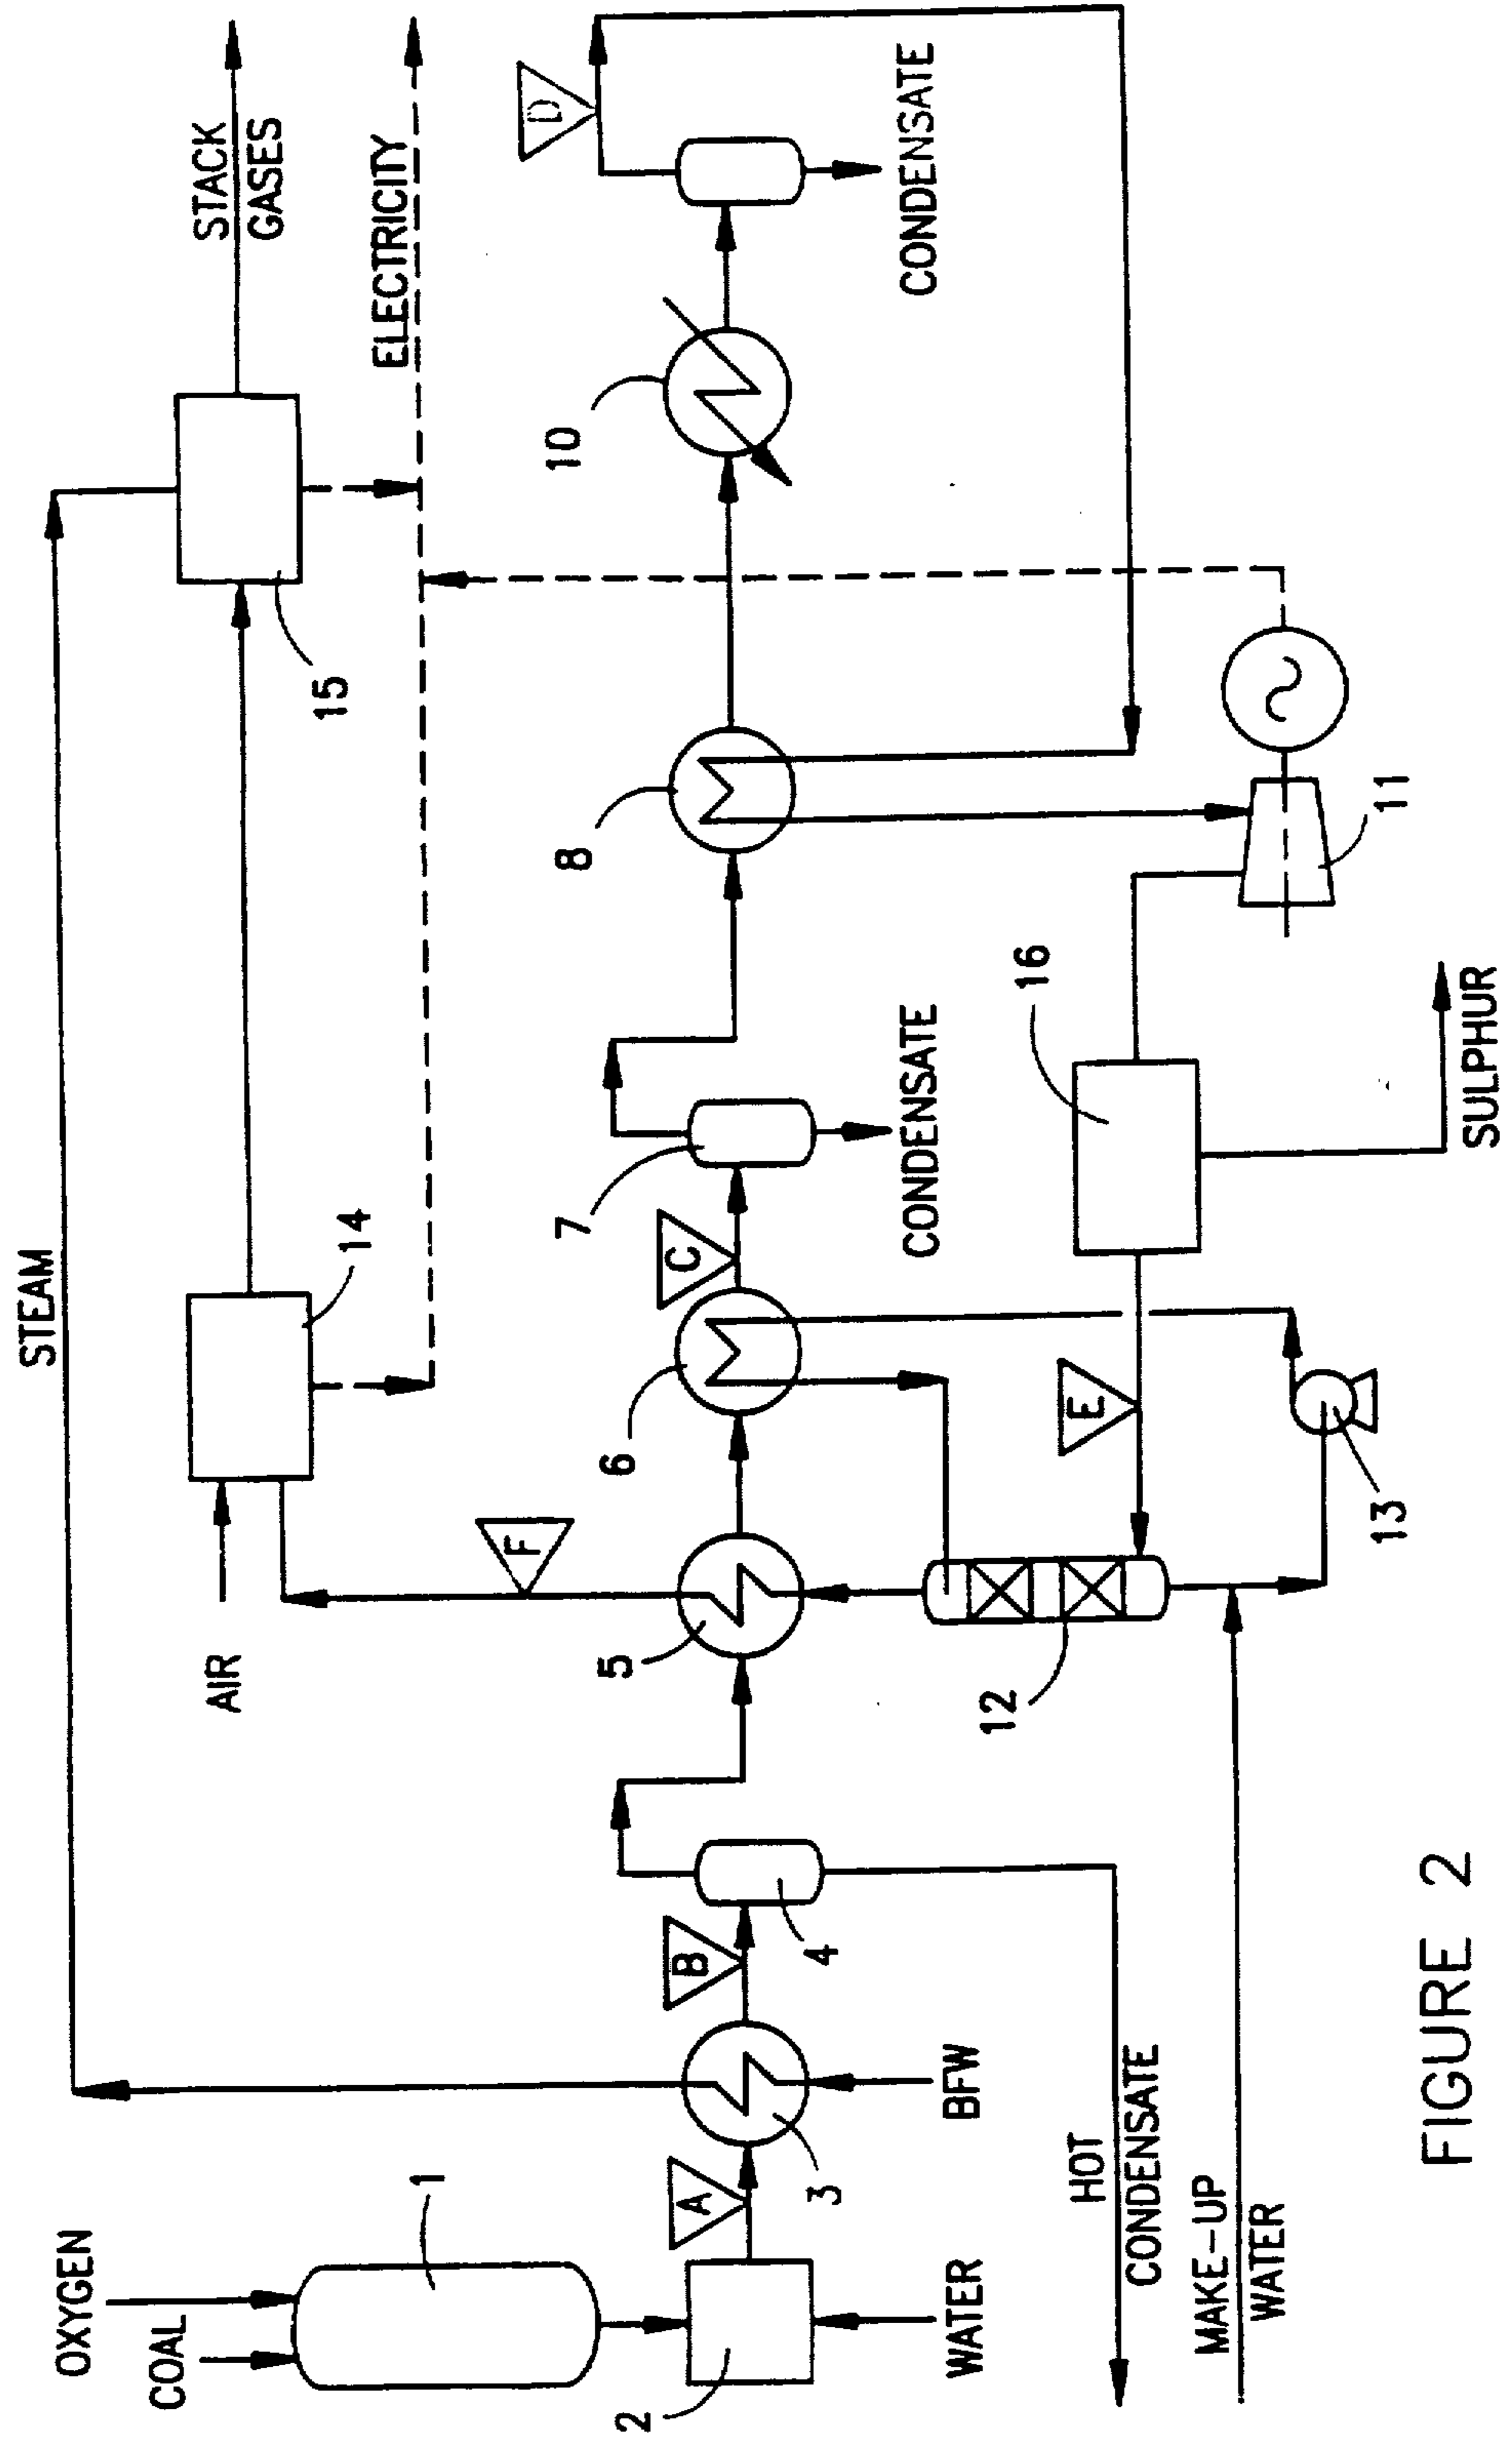 OXYGEN
COAL
1
2
WATER
A
3
BFW
STEAM
B
4
HOT
CONDENSATE
MAKE-UP
WATER
AIR
5
F
6
12
13
14
C
7
CONDENSATE
E
16
SULPHUR
8
11
15
10
ELECTRICITY
STACK
GASES
D
CONDENSATE
FIGURE 2